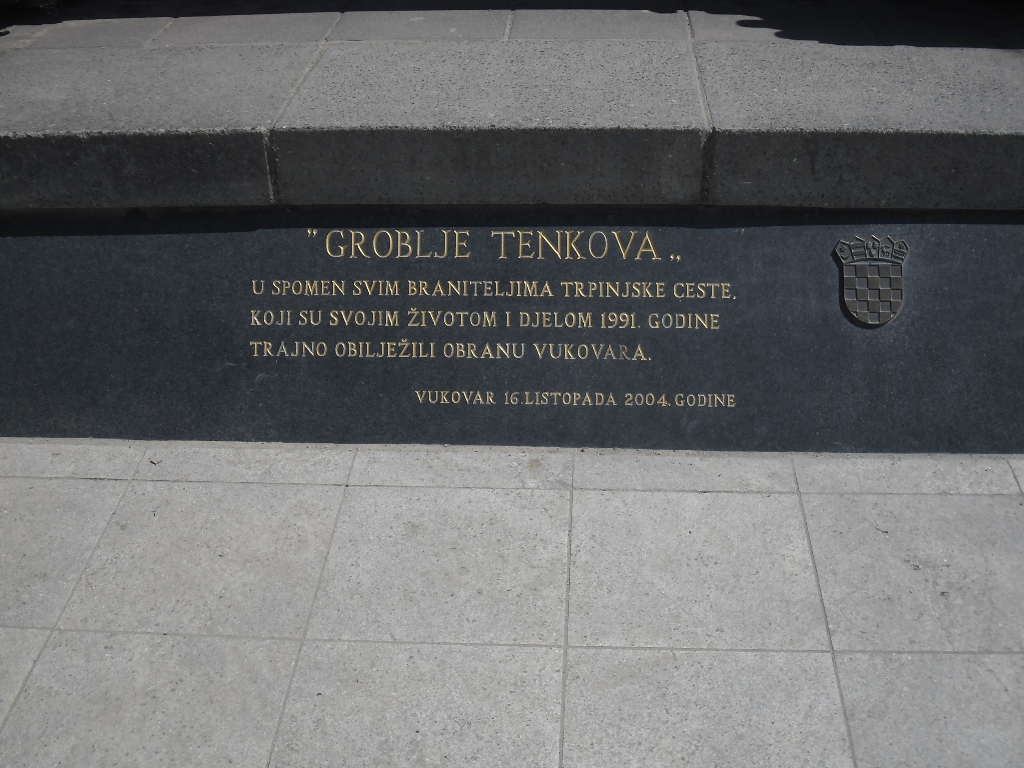 "GROBLJE TENKOVA„
U SPOMEN SVIM BRANITELJIMA TRPINJSKE CESTE,
KOJI SU SVOJIM ŽIVOTOM I DJELOM 1991. GODINE
TRAJNO OBILJEŽILI OBRANU VUKOVARA.
VUKOVAR 16.LISTOPADA 2004.GODINE